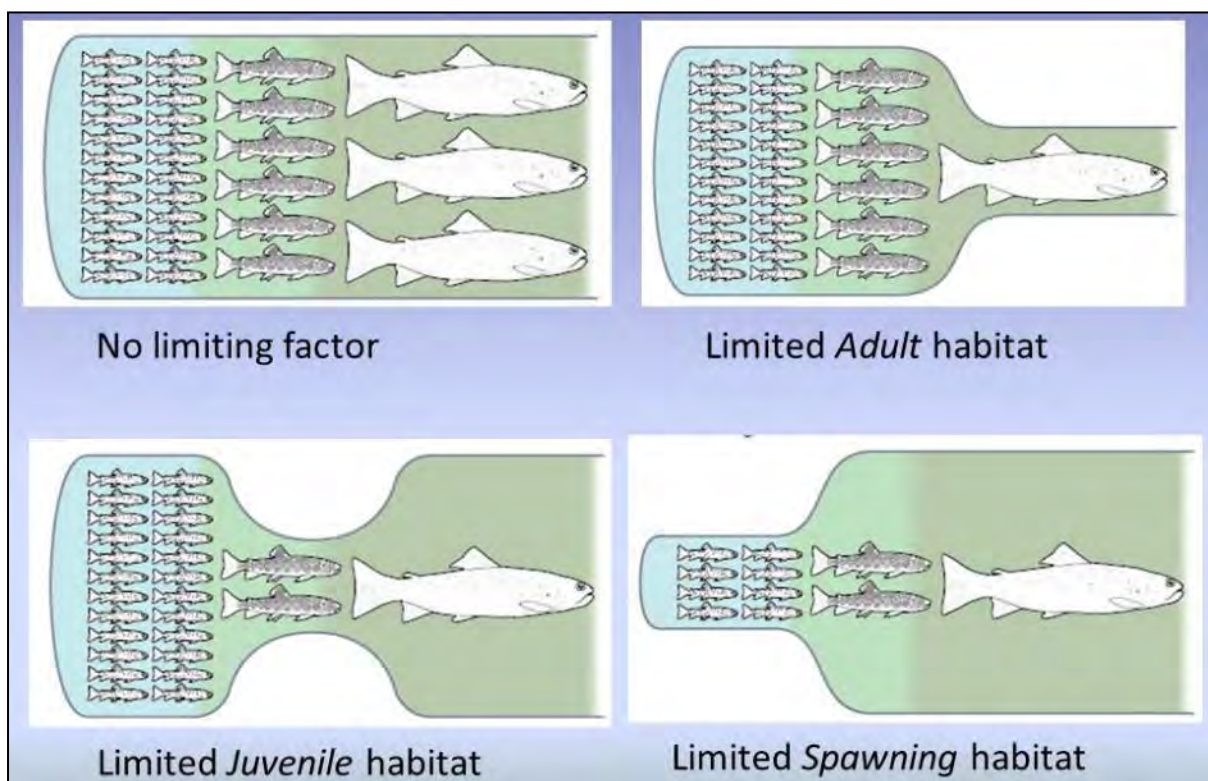 No limiting factor
Limited Adult habitat
Limited Juvenile habitat
Limited Spawning habitat